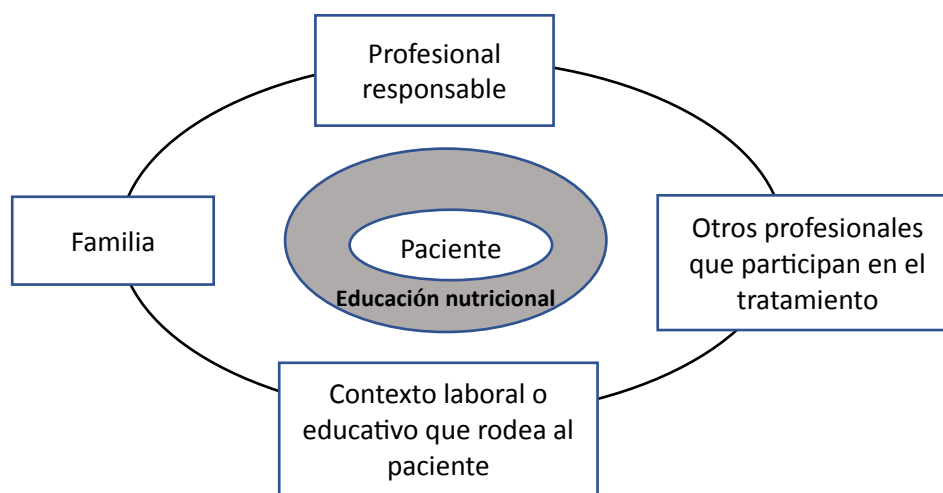 Profesional
responsable
Familia
Paciente
Educación nutricional
Otros profesionales
que participan en el
tratamiento
Contexto laboral o
educativo que rodea al
paciente